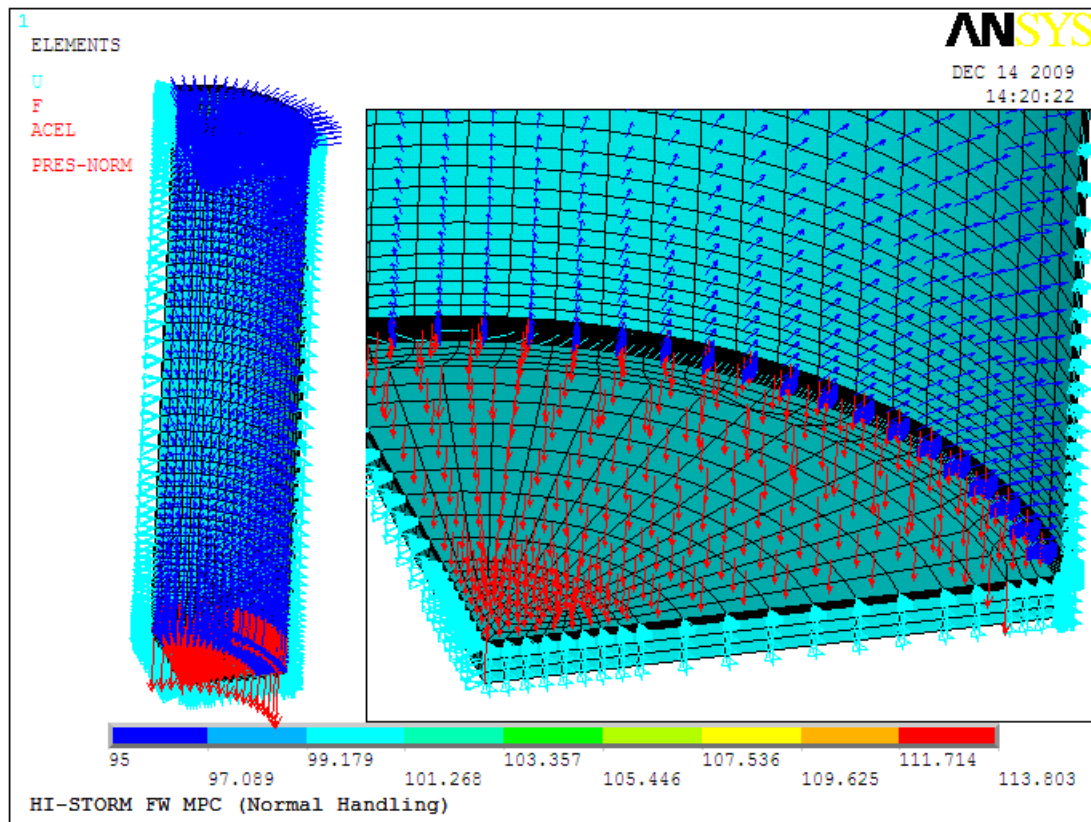 1
ELEMENTS
ANSYS
DEC 14 2009
14:20:22
U
F
ACEL
PRES-NORM
95
97.089
99.179
101.268
103.357
105.446
107.536
109.625
111.714
113.803
HI-STORM FW MPC (Normal Handling)